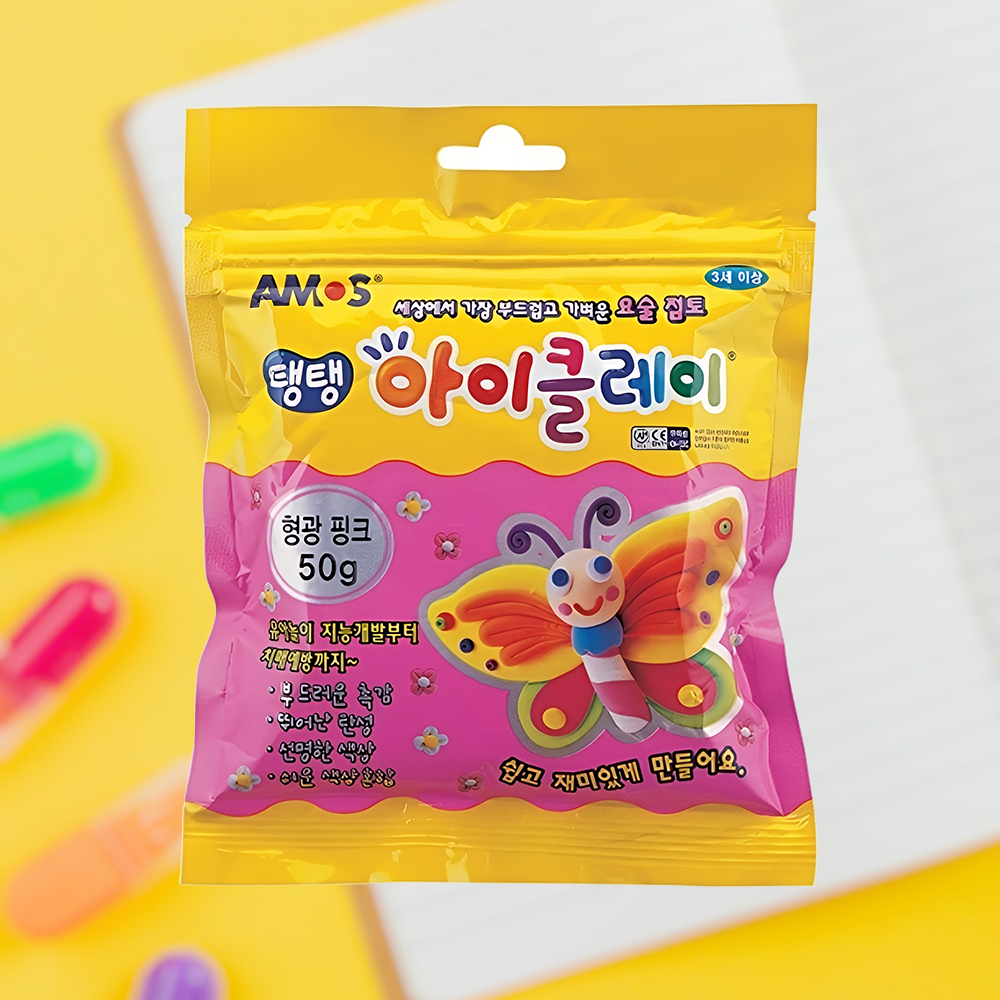 AMOS®
3세 이상
세상에서 가장 부드럽고 가벼운 요술 점토
탱탱 아이클레이®
CE
형광 핑크
50g
유아놀이 지능개발부터
치매예방까지~
· 부드러운 촉감
· 뛰어난 탄성
· 선명한 색상
· 쉬운 색상혼합
쉽고 재미있게 만들어요.